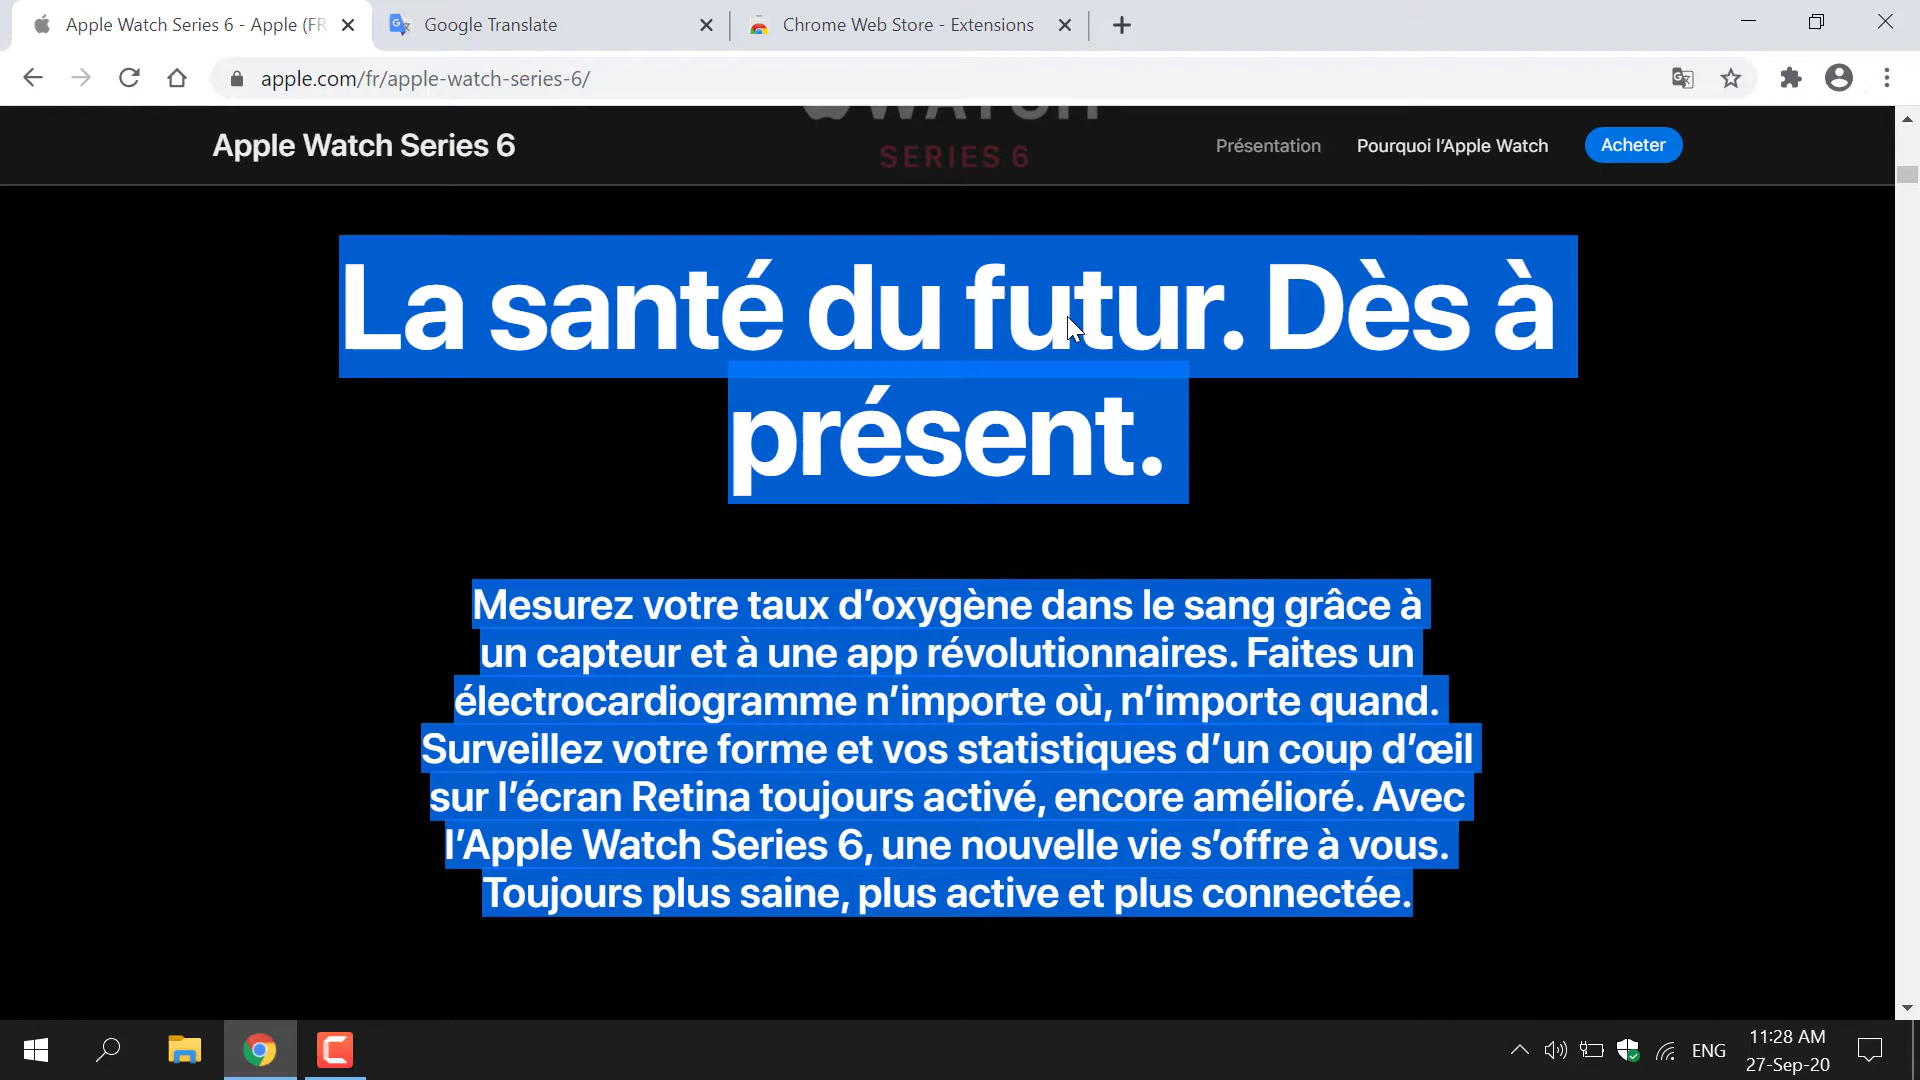 Apple Watch Series 6 - Apple (FR
Google Translate
Chrome Web Store - Extensions
apple.com/fr/apple-watch-series-6/
WATCH
SERIES 6
Apple Watch Series 6
Présentation
Pourquoi l’Apple Watch
Acheter
La santé du futur. Dès à
présent.
Mesurez votre taux d’oxygène dans le sang grâce à
un capteur et à une app révolutionnaires. Faites un
électrocardiogramme n’importe où, n’importe quand.
Surveillez votre forme et vos statistiques d’un coup d’œil
sur l’écran Retina toujours activé, encore amélioré. Avec
l’Apple Watch Series 6, une nouvelle vie s’offre à vous.
Toujours plus saine, plus active et plus connectée.
ENG
11:28 AM
27-Sep-20